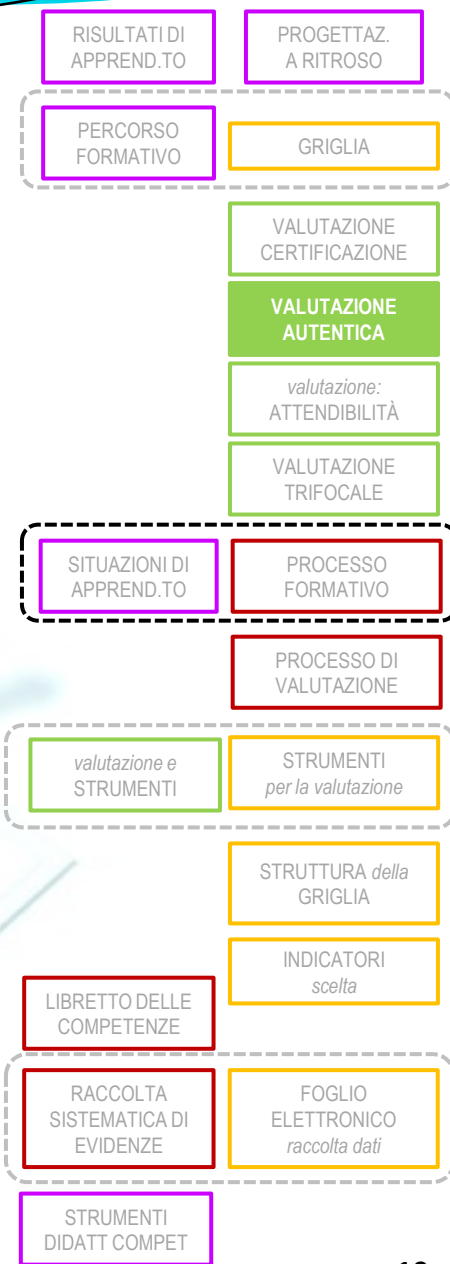 RISULTATI DI
APPREND.TO
PROGETTAZ.
A RITROSO
PERCORSO
FORMATIVO
GRIGLIA
VALUTAZIONE
CERTIFICAZIONE
VALUTAZIONE
AUTENTICA
valutazione:
ATTENDIBILITÀ
VALUTAZIONE
TRIFOCALE
SITUAZIONI DI
APPREND.TO
PROCESSO
FORMATIVO
PROCESSO DI
VALUTAZIONE
valutazione e
STRUMENTI
STRUMENTI
per la valutazione
STRUTTURA della
GRIGLIA
INDICATORI
scelta
LIBRETTO DELLE
COMPETENZE
RACCOLTA
SISTEMATICA DI
EVIDENZE
FOGLIO
ELETTRONICO
raccolta dati
STRUMENTI
DIDATT COMPET